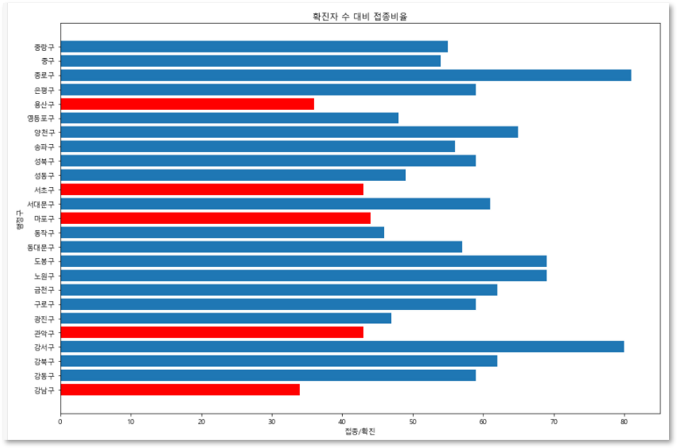 확진자 수 대비 접종비율
중랑구
중구
종로구
은평구
용산구
영등포구
양천구
송파구
성북구
성동구
서초구
서대문구
마포구
동작구
동대문구
도봉구
노원구
금천구
구로구
광진구
관악구
강서구
강북구
강동구
강남구
행정구
0 10 20 30 40 50 60 70 80
접종/확진